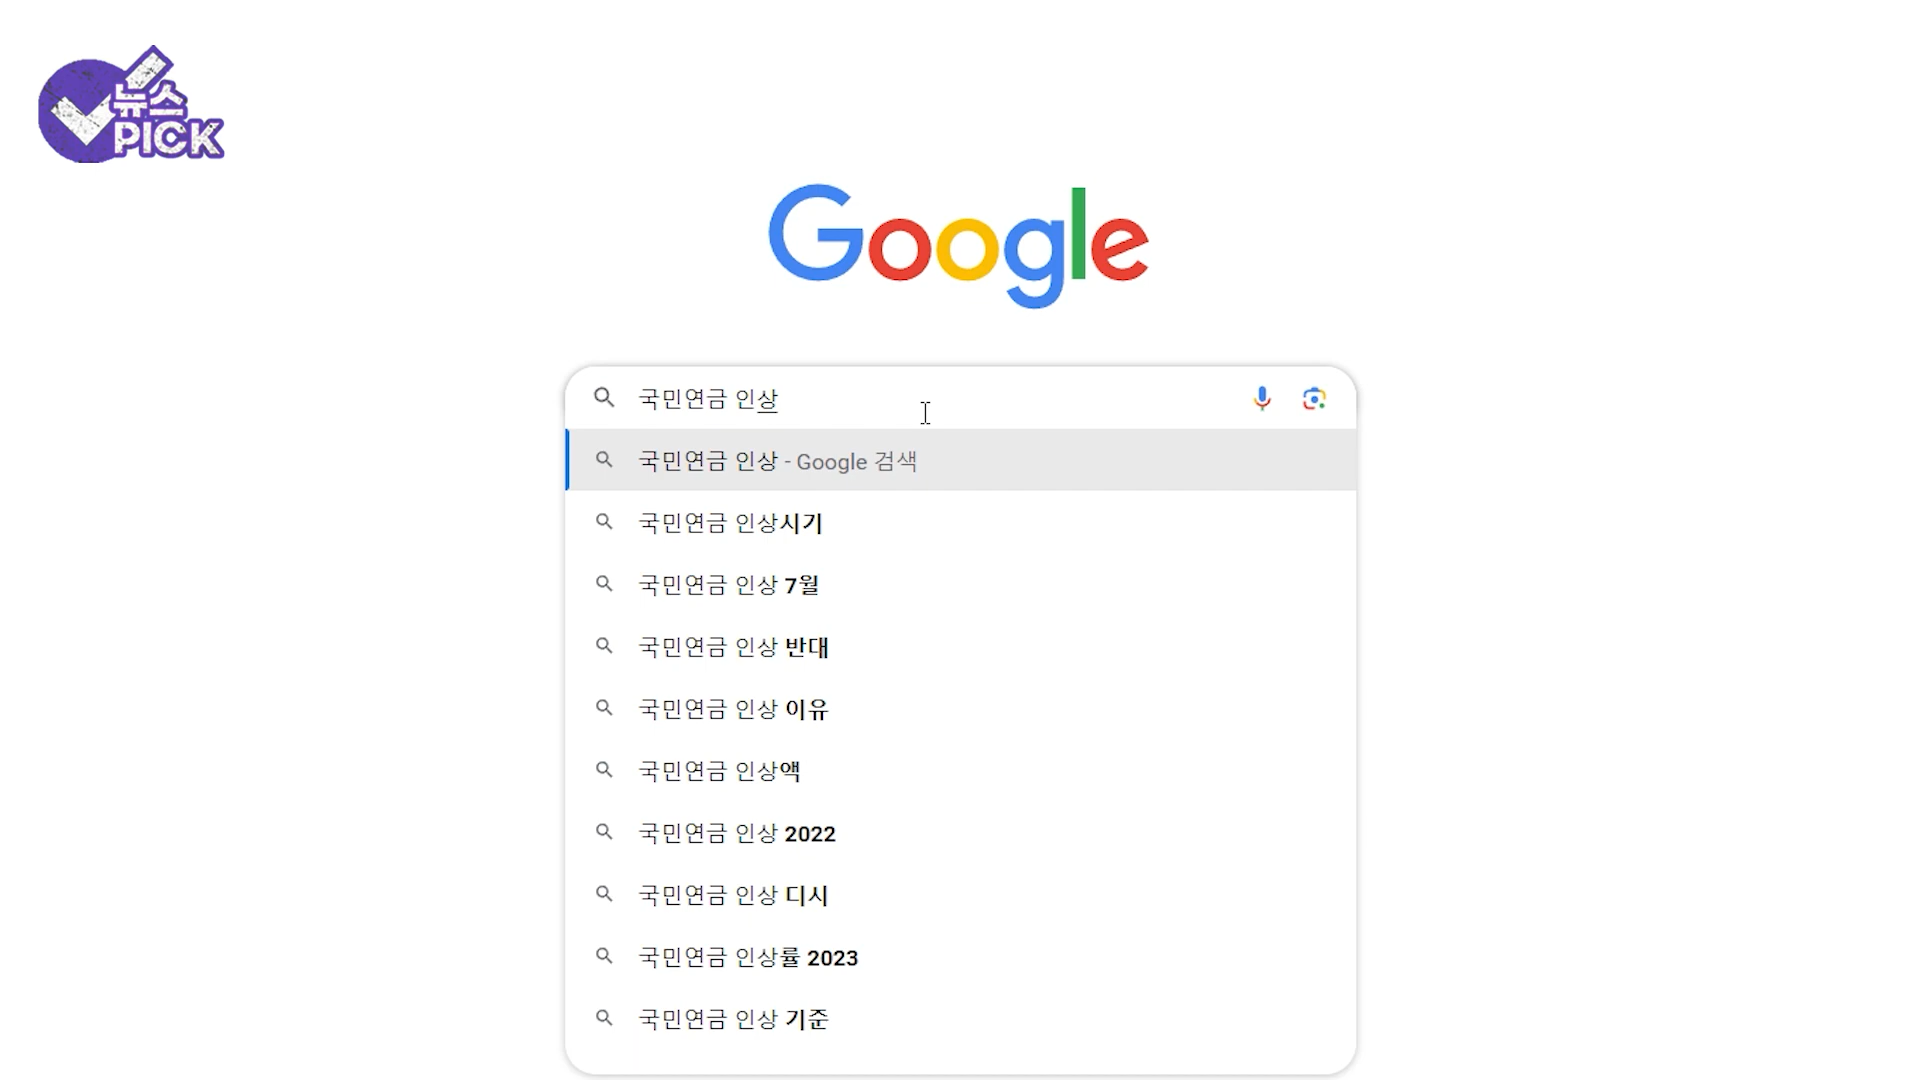 뉴스
PICK
Google
국민연금 인상
국민연금 인상 - Google 검색
국민연금 인상시기
국민연금 인상 7월
국민연금 인상 반대
국민연금 인상 이유
국민연금 인상액
국민연금 인상 2022
국민연금 인상 디시
국민연금 인상률 2023
국민연금 인상 기준